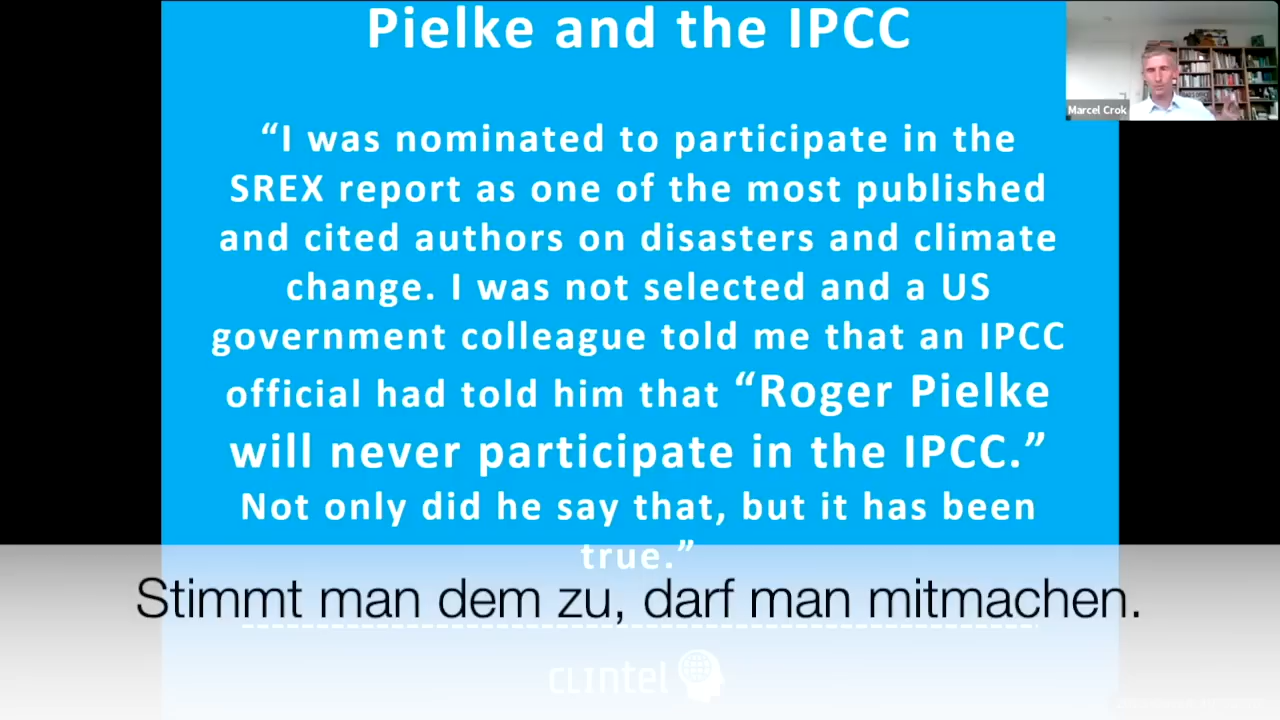 Pielke and the IPCC
Marcel Crok
“I was nominated to participate in the
SREX report as one of the most published
and cited authors on disasters and climate
change. I was not selected and a US
government colleague told me that an IPCC
official had told him that “Roger Pielke
will never participate in the IPCC.”
Not only did he say that, but it has been
true.”
Stimmt man dem zu, darf man mitmachen.
CLINtel